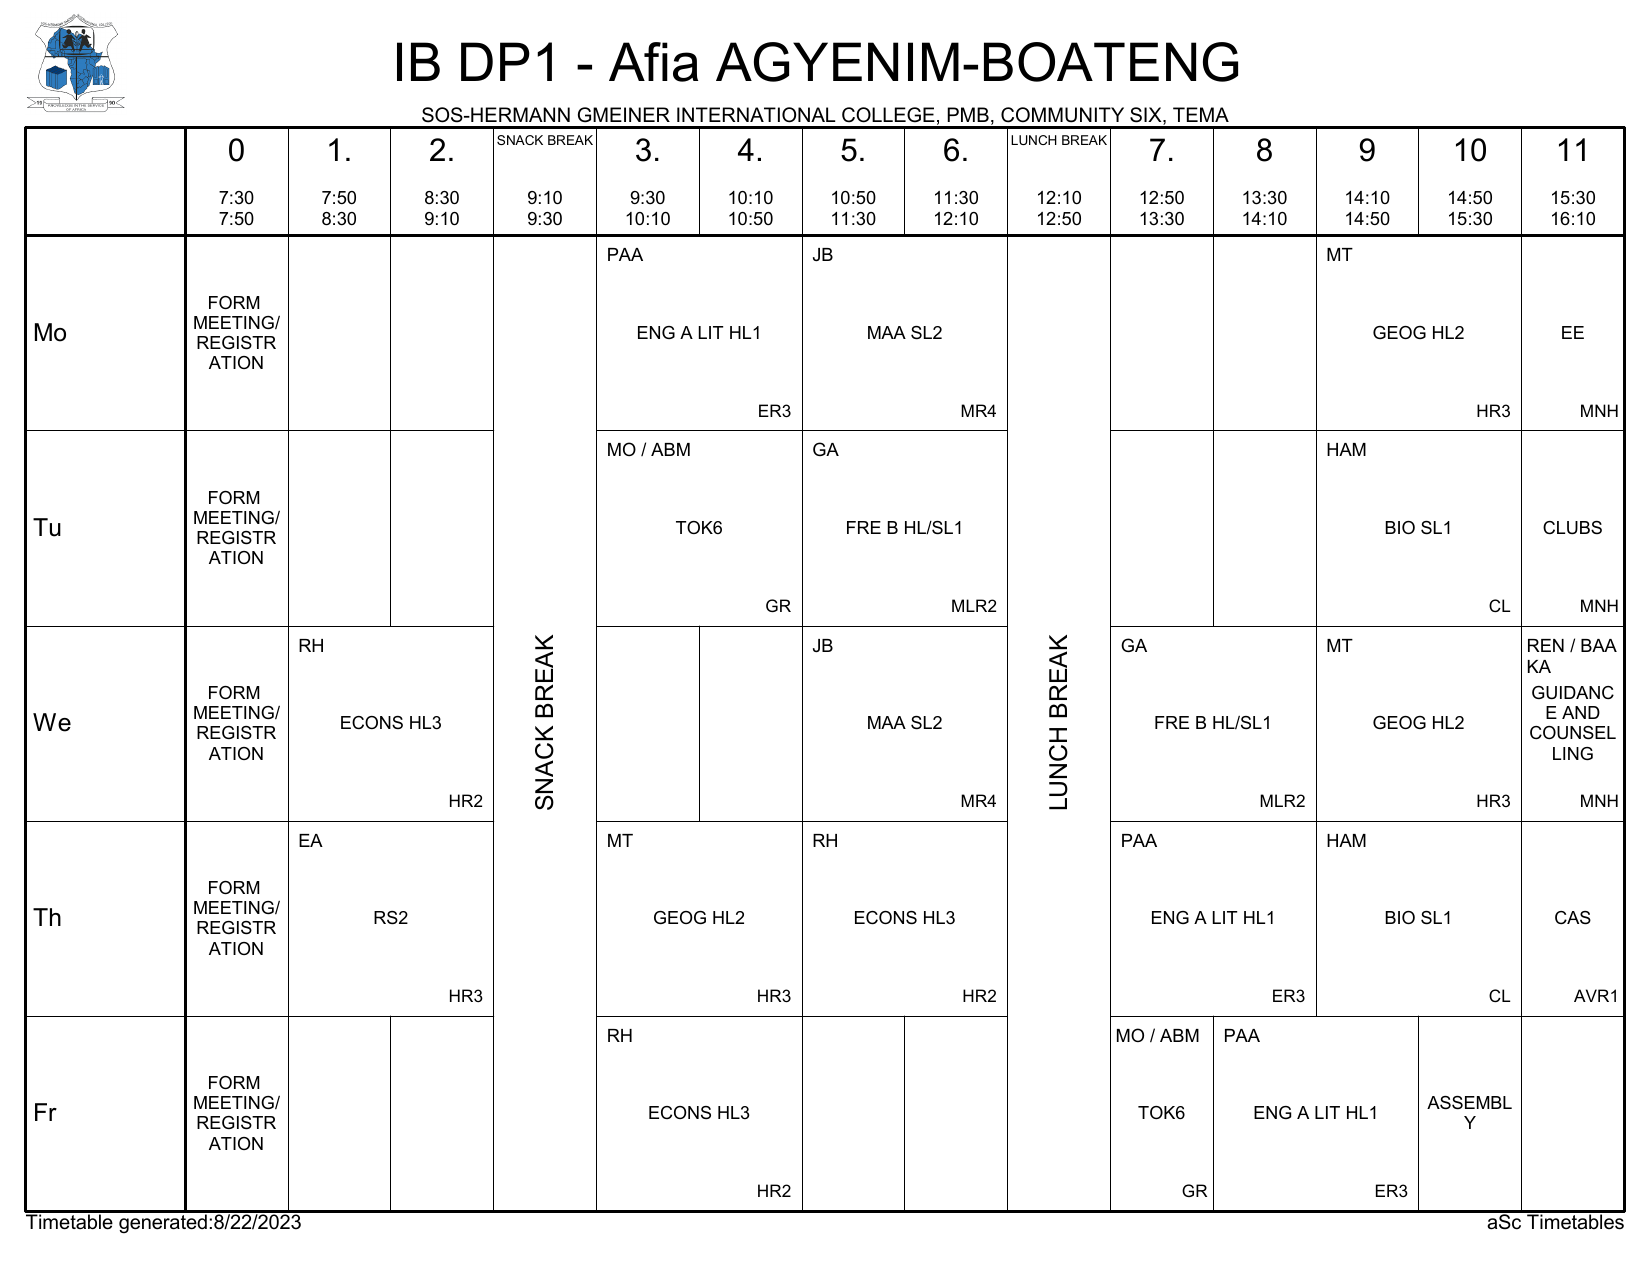 IB DP1 - Afia AGYENIM-BOATENG
SOS-HERMANN GMEINER INTERNATIONAL COLLEGE, PMB, COMMUNITY SIX, TEMA
0 1. 2. SNACK BREAK 3. 4. 5. 6. LUNCH BREAK 7. 8 9 10 11
7:30 7:50 8:30 9:10 9:30 10:10 10:50 11:30 12:10 12:50 13:30 14:10 14:50 15:30
7:50 8:30 9:10 9:30 10:10 10:50 11:30 12:10 12:50 13:30 14:10 14:50 15:30 16:10
SNACK BREAK
LUNCH BREAK
Mo
FORM
MEETING/
REGISTR
ATION
PAA
ENG A LIT HL1
ER3
JB
MAA SL2
MR4
MT
GEOG HL2
HR3
EE
MNH
Tu
FORM
MEETING/
REGISTR
ATION
MO / ABM
TOK6
GR
GA
FRE B HL/SL1
MLR2
HAM
BIO SL1
CL
CLUBS
MNH
We
FORM
MEETING/
REGISTR
ATION
RH
ECONS HL3
HR2
JB
MAA SL2
MR4
GA
FRE B HL/SL1
MLR2
MT
GEOG HL2
HR3
REN / BAA
KA
GUIDANC
E AND
COUNSEL
LING
MNH
Th
FORM
MEETING/
REGISTR
ATION
EA
RS2
HR3
MT
GEOG HL2
HR3
RH
ECONS HL3
HR2
PAA
ENG A LIT HL1
ER3
HAM
BIO SL1
CL
CAS
AVR1
Fr
FORM
MEETING/
REGISTR
ATION
RH
ECONS HL3
HR2
MO / ABM
TOK6
GR
PAA
ENG A LIT HL1
ER3
ASSEMBL
Y
Timetable generated:8/22/2023
aSc Timetables